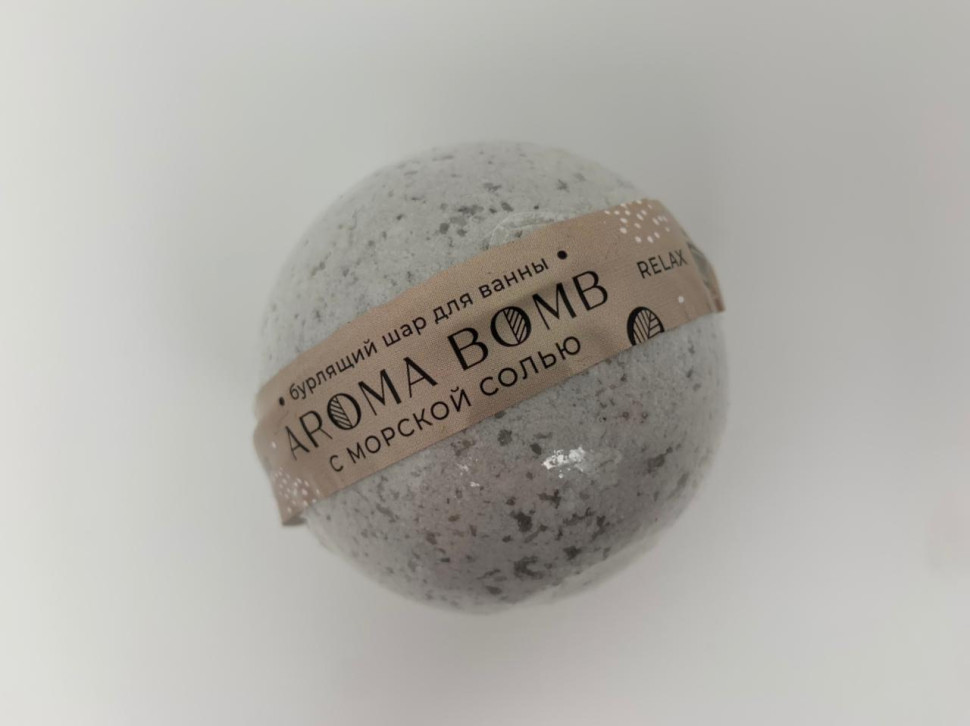 • бурлящий шар для ванны •
AROMA BOMB
С МОРСКОЙ СОЛЬЮ
RELAX